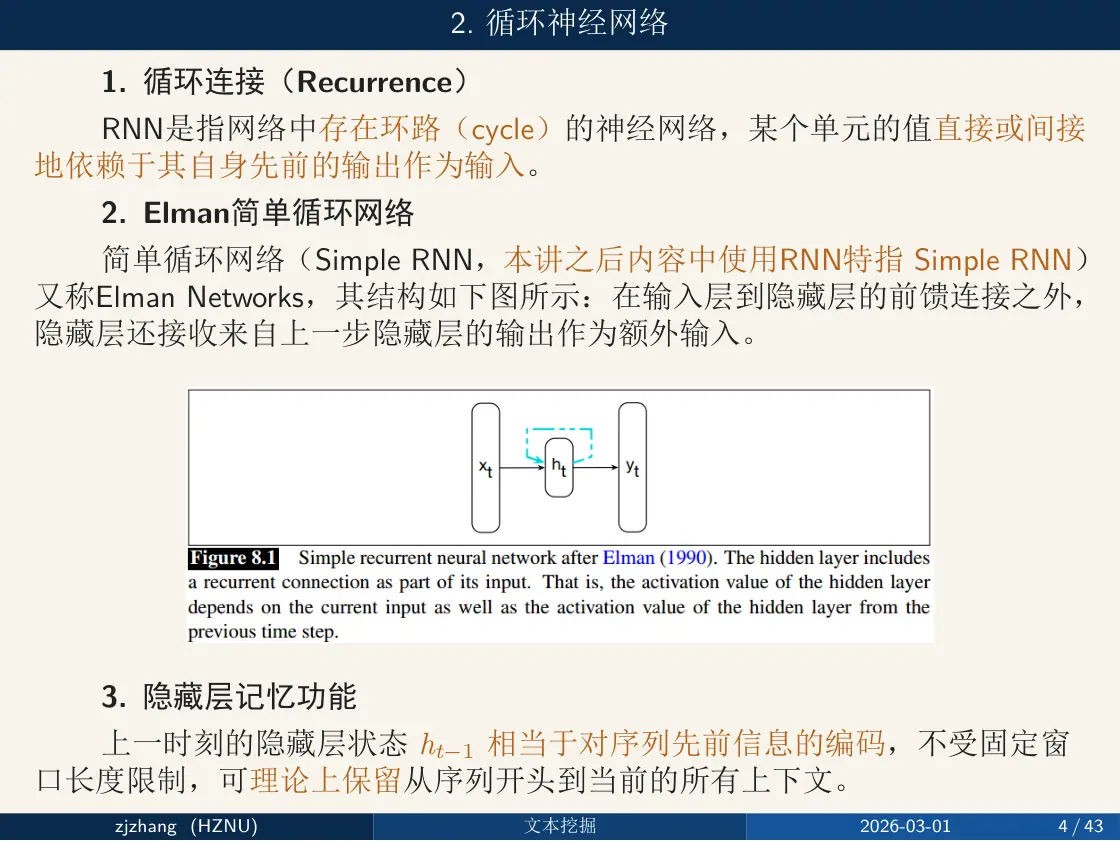 2. 循环神经网络
1. 循环连接（Recurrence）
RNN是指网络中存在环路（cycle）的神经网络，某个单元的值直接或间接
地依赖于其自身先前的输出作为输入。
2. Elman简单循环网络
简单循环网络（Simple RNN，本讲之后内容中使用RNN特指 Simple RNN）
又称Elman Networks，其结构如下图所示：在输入层到隐藏层的前馈连接之外，
隐藏层还接收来自上一步隐藏层的输出作为额外输入。
xt ht yt
Figure 8.1 Simple recurrent neural network after Elman (1990). The hidden layer includes
a recurrent connection as part of its input. That is, the activation value of the hidden layer
depends on the current input as well as the activation value of the hidden layer from the
previous time step.
3. 隐藏层记忆功能
上一时刻的隐藏层状态 h_{t−1} 相当于对序列先前信息的编码，不受固定窗
口长度限制，可理论上保留从序列开头到当前的所有上下文。
zjzhang (HZNU) 文本挖掘 2026-03-01 4 / 43